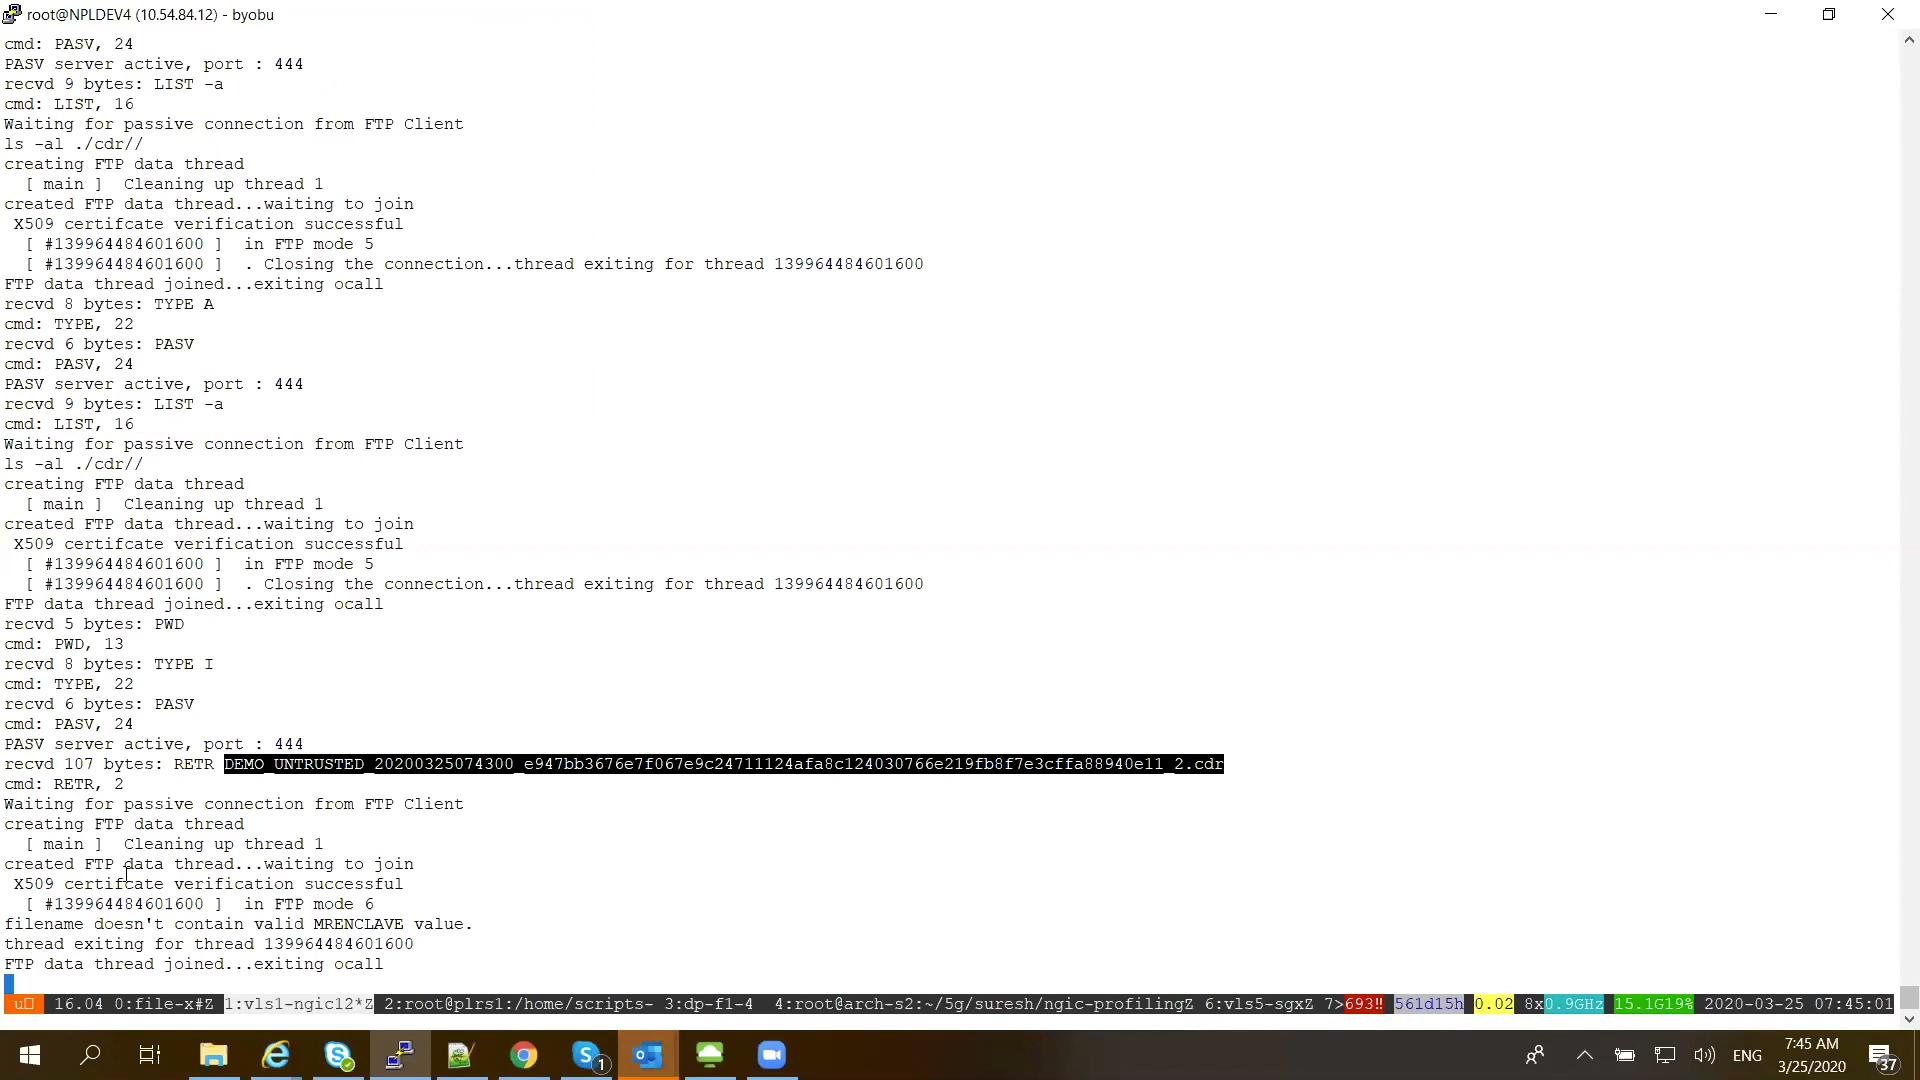 root@NPLDEV4 (10.54.84.12) - byobu
cmd: PASV, 24
PASV server active, port : 444
recvd 9 bytes: LIST -a
cmd: LIST, 16
Waiting for passive connection from FTP Client
ls -al ./cdr//
creating FTP data thread
[ main ] Cleaning up thread 1
created FTP data thread...waiting to join
X509 certifcate verification successful
[ #139964484601600 ] in FTP mode 5
[ #139964484601600 ] . Closing the connection...thread exiting for thread 139964484601600
FTP data thread joined...exiting ocall
recvd 8 bytes: TYPE A
cmd: TYPE, 22
recvd 6 bytes: PASV
cmd: PASV, 24
PASV server active, port : 444
recvd 9 bytes: LIST -a
cmd: LIST, 16
Waiting for passive connection from FTP Client
ls -al ./cdr//
creating FTP data thread
[ main ] Cleaning up thread 1
created FTP data thread...waiting to join
X509 certifcate verification successful
[ #139964484601600 ] in FTP mode 5
[ #139964484601600 ] . Closing the connection...thread exiting for thread 139964484601600
FTP data thread joined...exiting ocall
recvd 5 bytes: PWD
cmd: PWD, 13
recvd 8 bytes: TYPE I
cmd: TYPE, 22
recvd 6 bytes: PASV
cmd: PASV, 24
PASV server active, port : 444
recvd 107 bytes: RETR DEMO_UNTRUSTED_20200325074300_e947bb3676e7f067e9c24711124afa8c124030766e219fb8f7e3cffa88940e11_2.cdr
cmd: RETR, 2
Waiting for passive connection from FTP Client
creating FTP data thread
[ main ] Cleaning up thread 1
created FTP data thread...waiting to join
X509 certifcate verification successful
[ #139964484601600 ] in FTP mode 6
filename doesn't contain valid MRENCLAVE value.
thread exiting for thread 139964484601600
FTP data thread joined...exiting ocall
u 16.04 0:file-x#Z 1:vls1-ngic12*Z 2:root@plrs1:/home/scripts- 3:dp-f1-4 4:root@arch-s2:~/5g/suresh/ngic-profilingZ 6:vls5-sgxZ 7>693!! 561d15h 0.02 8x0.9GHz 15.1G19% 2020-03-25 07:45:01
1
ENG
7:45 AM
3/25/2020
37